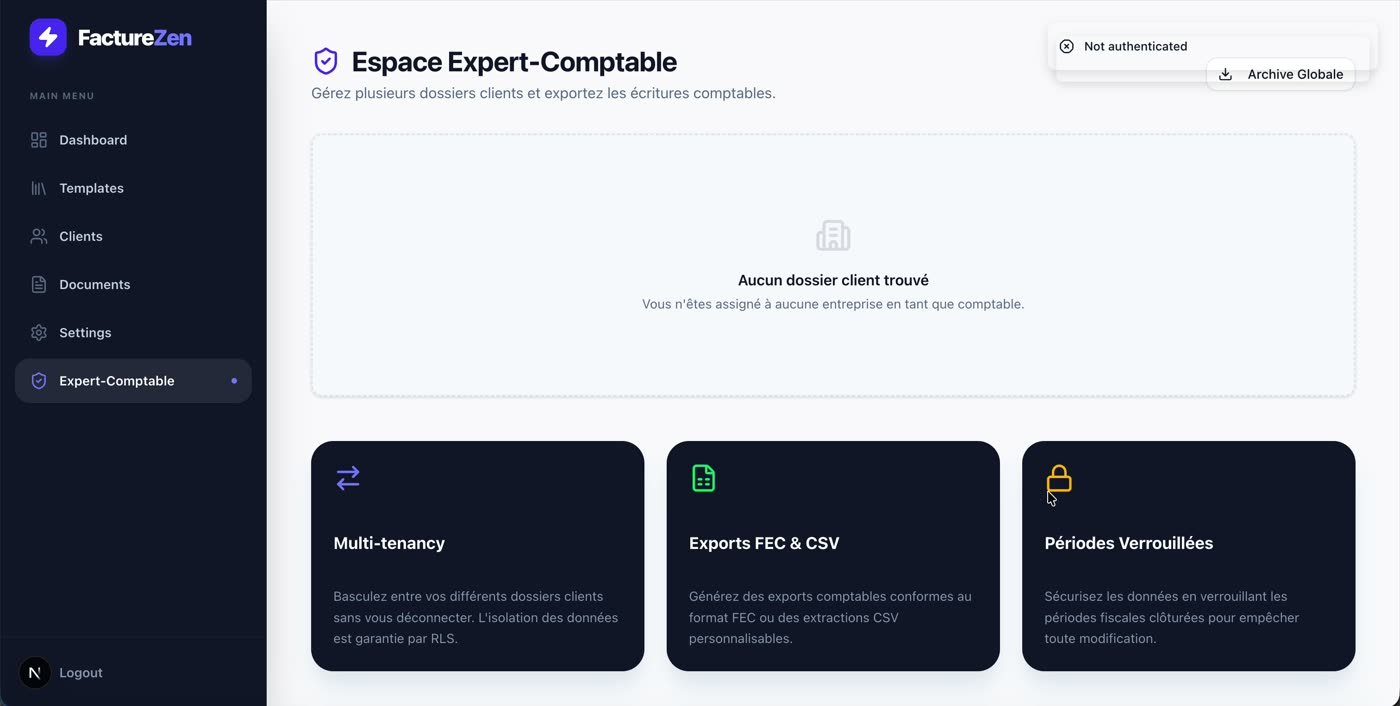 FactureZen
MAIN MENU
Dashboard
Templates
Clients
Documents
Settings
Expert-Comptable
N
Logout
Espace Expert-Comptable
Gérez plusieurs dossiers clients et exportez les écritures comptables.
Not authenticated
Archive Globale
Aucun dossier client trouvé
Vous n'êtes assigné à aucune entreprise en tant que comptable.
Multi-tenancy
Basculez entre vos différents dossiers clients
sans vous déconnecter. L'isolation des données
est garantie par RLS.
Exports FEC & CSV
Générez des exports comptables conformes au
format FEC ou des extractions CSV
personnalisables.
Périodes Verrouillées
Sécurisez les données en verrouillant les
périodes fiscales clôturées pour empêcher
toute modification.